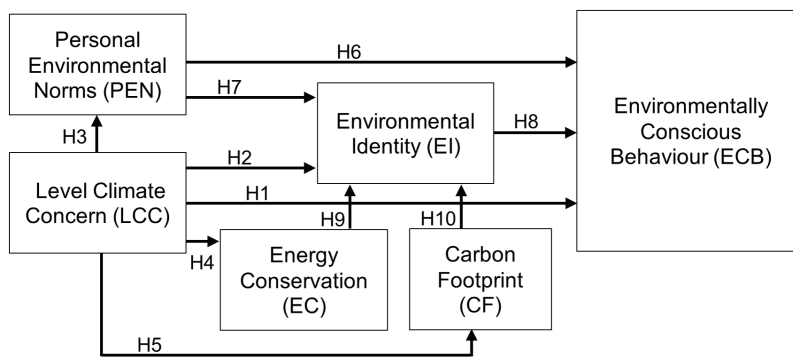 Personal
Environmental
Norms (PEN)
H6
H7
Environmental
Identity (EI)
H8
Environmentally
Conscious
Behaviour (ECB)
H3
H2
Level Climate
Concern (LCC)
H1
H9
H10
H4
Energy
Conservation
(EC)
Carbon
Footprint
(CF)
H5